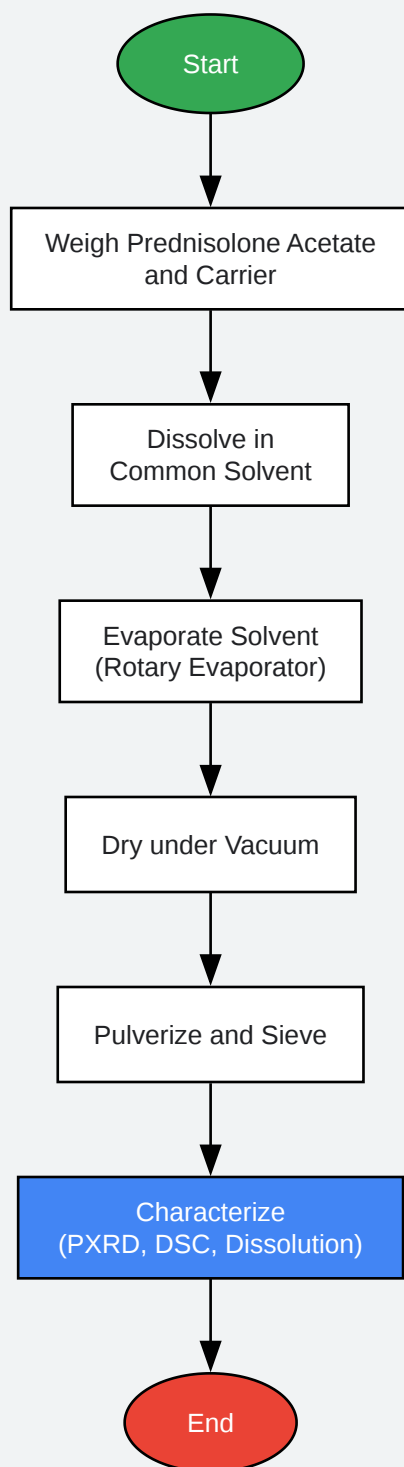 Start
Weigh Prednisolone Acetate
and Carrier
Dissolve in
Common Solvent
Evaporate Solvent
(Rotary Evaporator)
Dry under Vacuum
Pulverize and Sieve
Characterize
(PXRD, DSC, Dissolution)
End